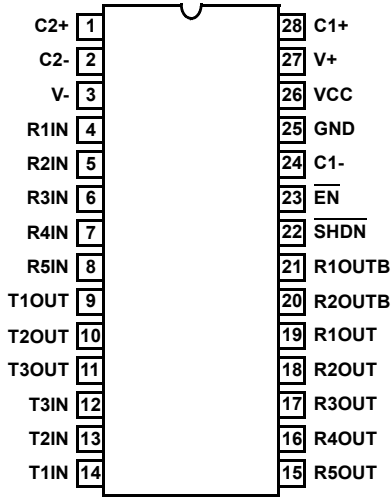 C2+ 1 28 C1+
C2- 2 27 V+
V- 3 26 VCC
R1IN 4 25 GND
R2IN 5 24 C1-
R3IN 6 23 EN
R4IN 7 22 SHDN
R5IN 8 21 R1OUTB
T1OUT 9 20 R2OUTB
T2OUT 10 19 R1OUT
T3OUT 11 18 R2OUT
T3IN 12 17 R3OUT
T2IN 13 16 R4OUT
T1IN 14 15 R5OUT